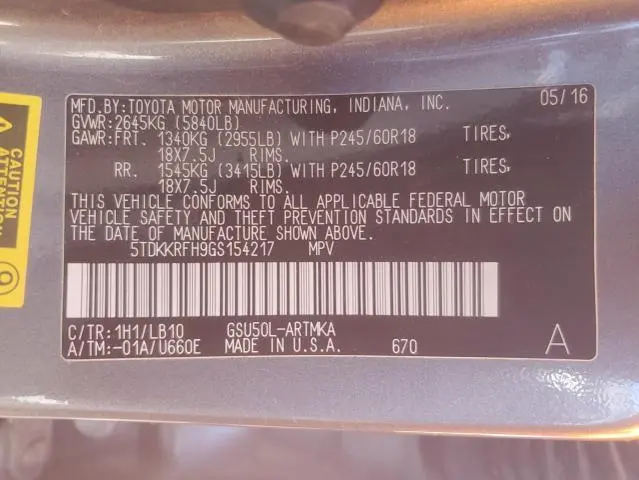 MFD.BY:TOYOTA MOTOR MANUFACTURING, INDIANA, INC. 05/16
GVWR:2645KG (5840LB)
GAWR:FRT. 1340KG (2955LB) WITH P245/60R18 TIRES,
18X7.5J RIMS.
RR. 1545KG (3415LB) WITH P245/60R18 TIRES,
18X7.5J RIMS.
THIS VEHICLE CONFORMS TO ALL APPLICABLE FEDERAL MOTOR
VEHICLE SAFETY AND THEFT PREVENTION STANDARDS IN EFFECT ON
THE DATE OF MANUFACTURE SHOWN ABOVE.
5TDKKRFH9GS154217 MPV
C/TR:1H1/LB10 GSU50L-ARTMKA
A/TM:-01A/U660E MADE IN U.S.A. 670 A
CAUTION